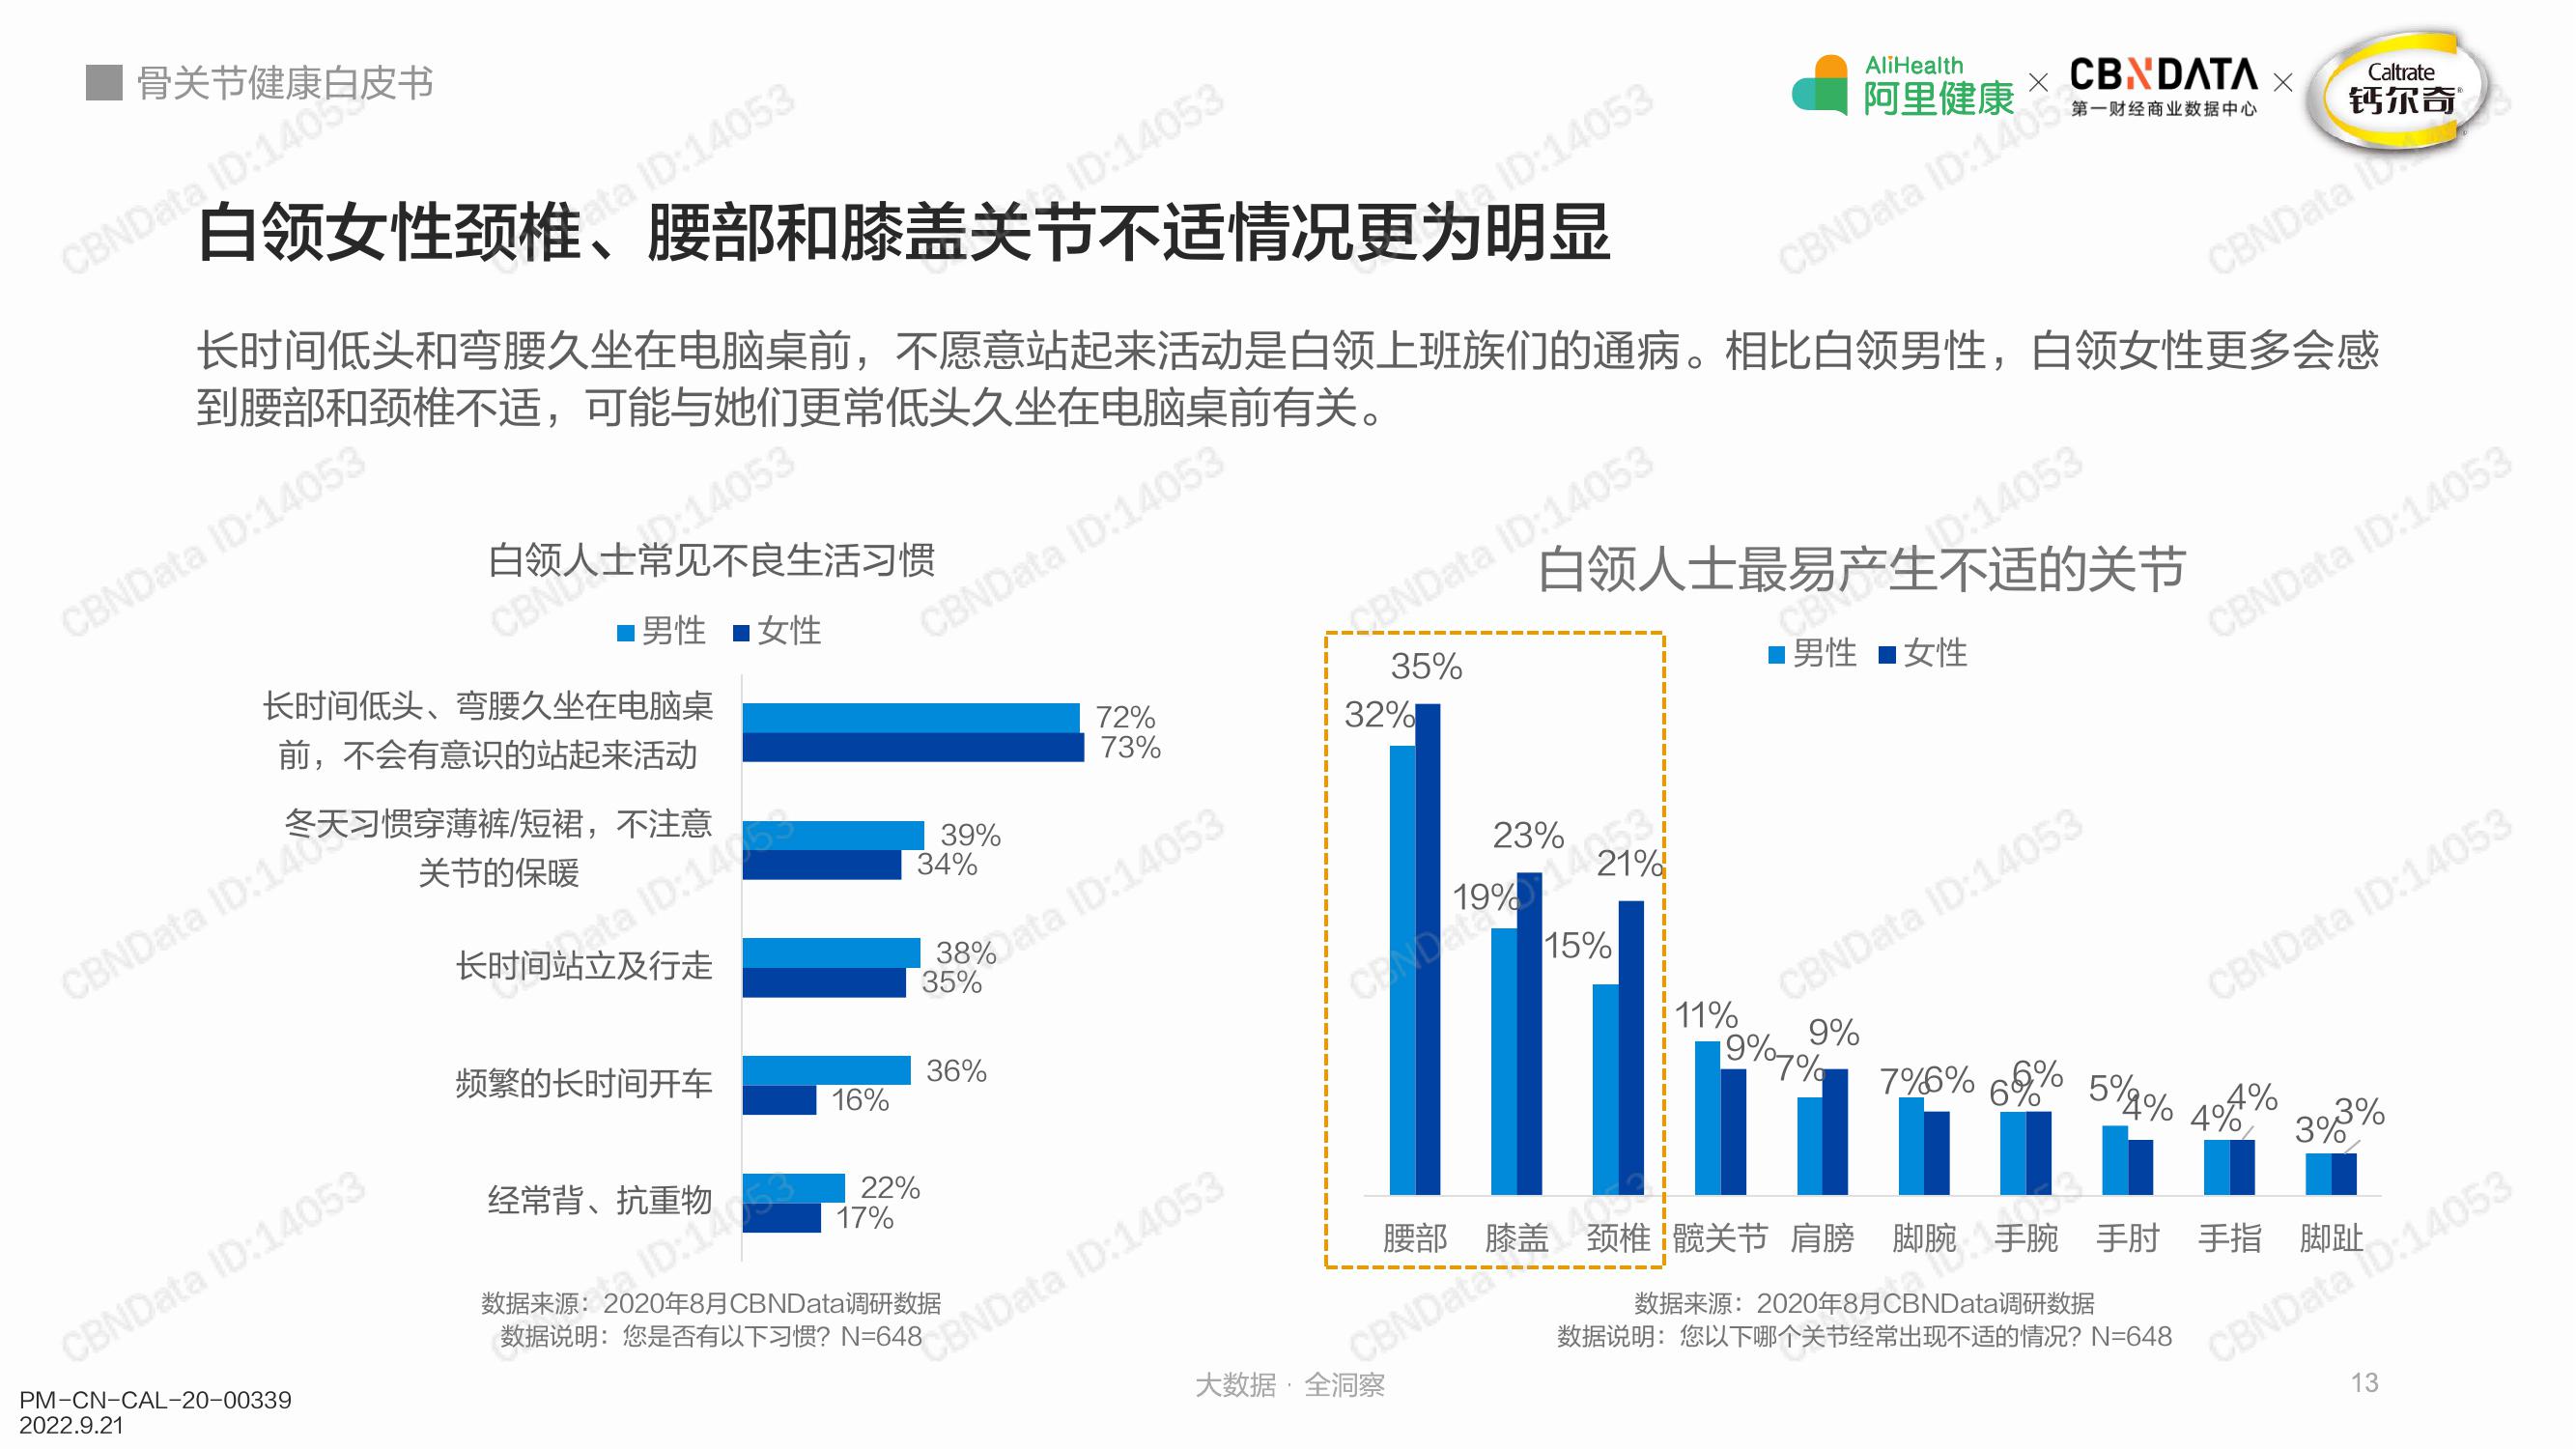 骨关节健康白皮书
AliHealth
阿里健康
×
CBNDATA
第一财经商业数据中心
×
Caltrate
钙尔奇®
白领女性颈椎、腰部和膝盖关节不适情况更为明显
长时间低头和弯腰久坐在电脑桌前，不愿意站起来活动是白领上班族们的通病。相比白领男性，白领女性更多会感
到腰部和颈椎不适，可能与她们更常低头久坐在电脑桌前有关。
白领人士常见不良生活习惯
男性 女性
长时间低头、弯腰久坐在电脑桌
前，不会有意识的站起来活动
72%
73%
冬天习惯穿薄裤/短裙，不注意
关节的保暖
39%
34%
长时间站立及行走
38%
35%
频繁的长时间开车
36%
16%
经常背、抗重物
22%
17%
数据来源：2020年8月CBNData调研数据
数据说明：您是否有以下习惯？N=648
白领人士最易产生不适的关节
男性 女性
32% 35%
19% 23%
15% 21%
11% 9%
7% 9%
7% 6%
6% 6%
5% 4%
4% 4%
3% 3%
腰部 膝盖 颈椎 髋关节 肩膀 脚腕 手腕 手肘 手指 脚趾
数据来源：2020年8月CBNData调研数据
数据说明：您以下哪个关节经常出现不适的情况？N=648
大数据 · 全洞察
13
PM-CN-CAL-20-00339
2022.9.21
CBNData ID:14053